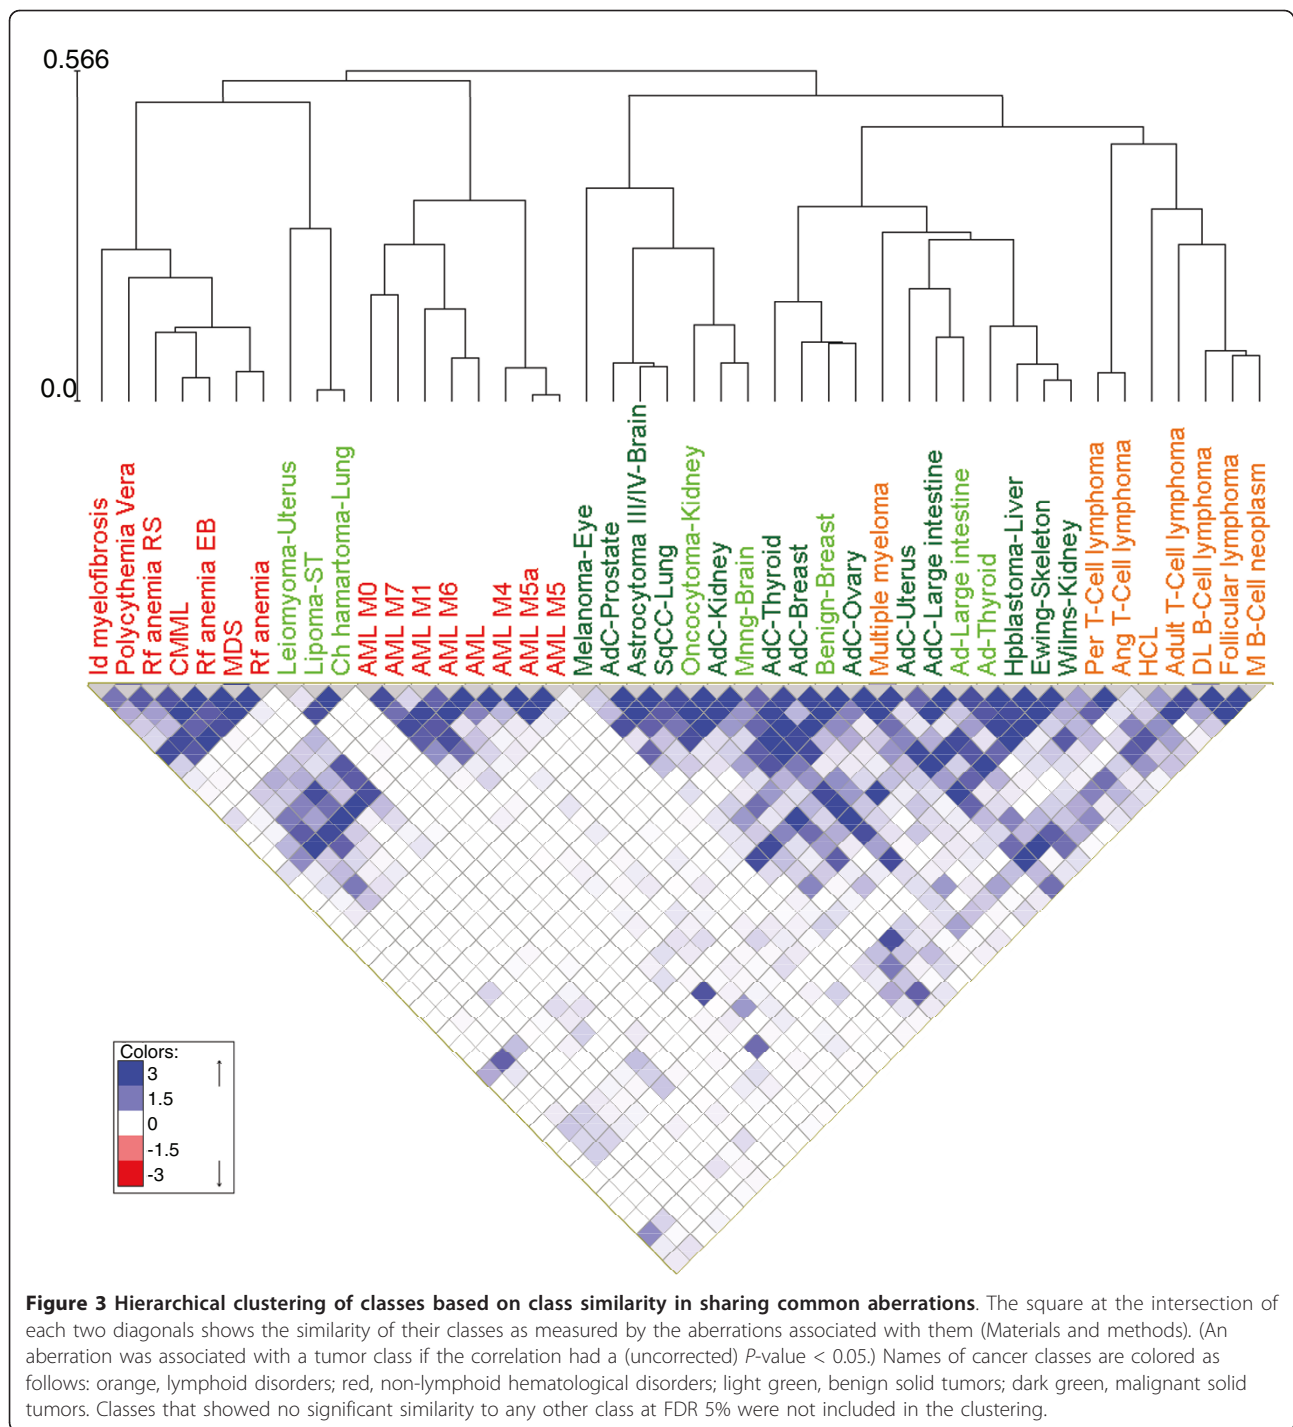 0.566
0.0
Id myelofibrosis
Polycythemia Vera
Rf anemia RS
CMML
Rf anemia EB
MDS
Rf anemia
Leiomyoma-Uterus
Lipoma-ST
Ch hamartoma-Lung
AML M0
AML M7
AML M1
AML M6
AML
AML M4
AML M5a
AML M5
Melanoma-Eye
AdC-Prostate
Astrocytoma III/IV-Brain
SqCC-Lung
Oncocytoma-Kidney
AdC-Kidney
Mnng-Brain
AdC-Thyroid
AdC-Breast
Benign-Breast
AdC-Ovary
Multiple myeloma
AdC-Uterus
AdC-Large intestine
Ad-Large intestine
Ad-Thyroid
Hpblastoma-Liver
Ewing-Skeleton
Wilms-Kidney
Per T-Cell lymphoma
Ang T-Cell lymphoma
HCL
Adult T-Cell lymphoma
DL B-Cell lymphoma
Follicular lymphoma
M B-Cell neoplasm
Colors:
3
1.5
0
-1.5
-3
Figure 3 Hierarchical clustering of classes based on class similarity in sharing common aberrations. The square at the intersection of
each two diagonals shows the similarity of their classes as measured by the aberrations associated with them (Materials and methods). (An
aberration was associated with a tumor class if the correlation had a (uncorrected) P-value < 0.05.) Names of cancer classes are colored as
follows: orange, lymphoid disorders; red, non-lymphoid hematological disorders; light green, benign solid tumors; dark green, malignant solid
tumors. Classes that showed no significant similarity to any other class at FDR 5% were not included in the clustering.